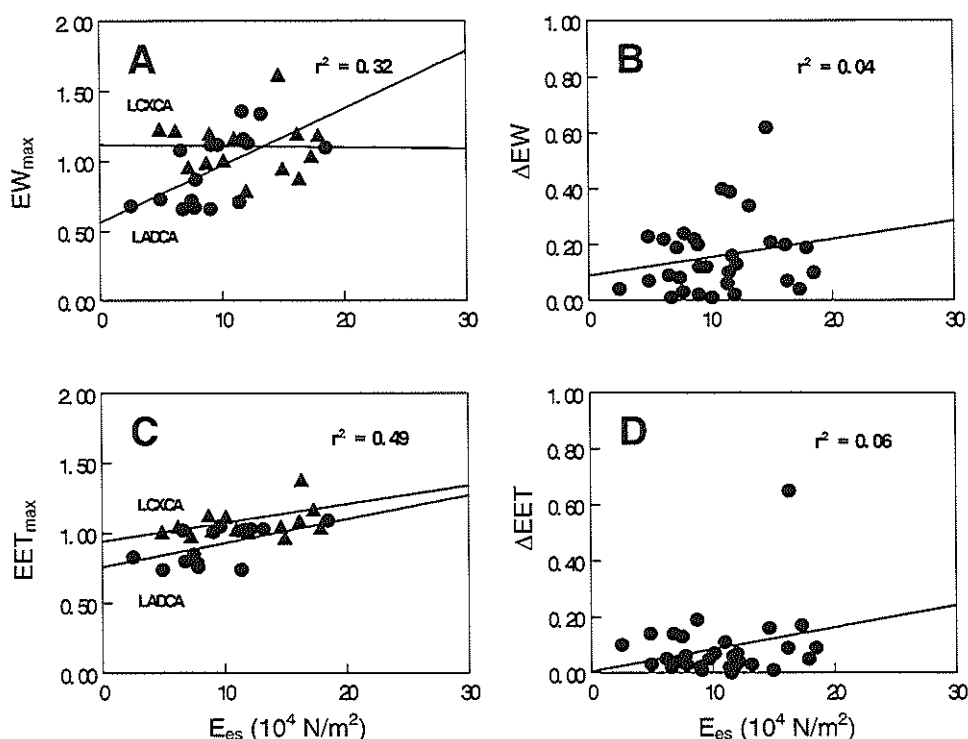 2.00
1.50
1.00
0.50
0.00
EW_max
A
r² = 0.32
LCXCA
LADCA
0
10
20
30
1.00
0.80
0.60
0.40
0.20
0.00
ΔEW
B
r² = 0.04
0
10
20
30
2.00
1.50
1.00
0.50
0.00
EET_max
C
r² = 0.49
LCXCA
LADCA
0
10
20
30
E_es (10⁴ N/m²)
1.00
0.80
0.60
0.40
0.20
0.00
ΔEET
D
r² = 0.06
0
10
20
30
E_es (10⁴ N/m²)